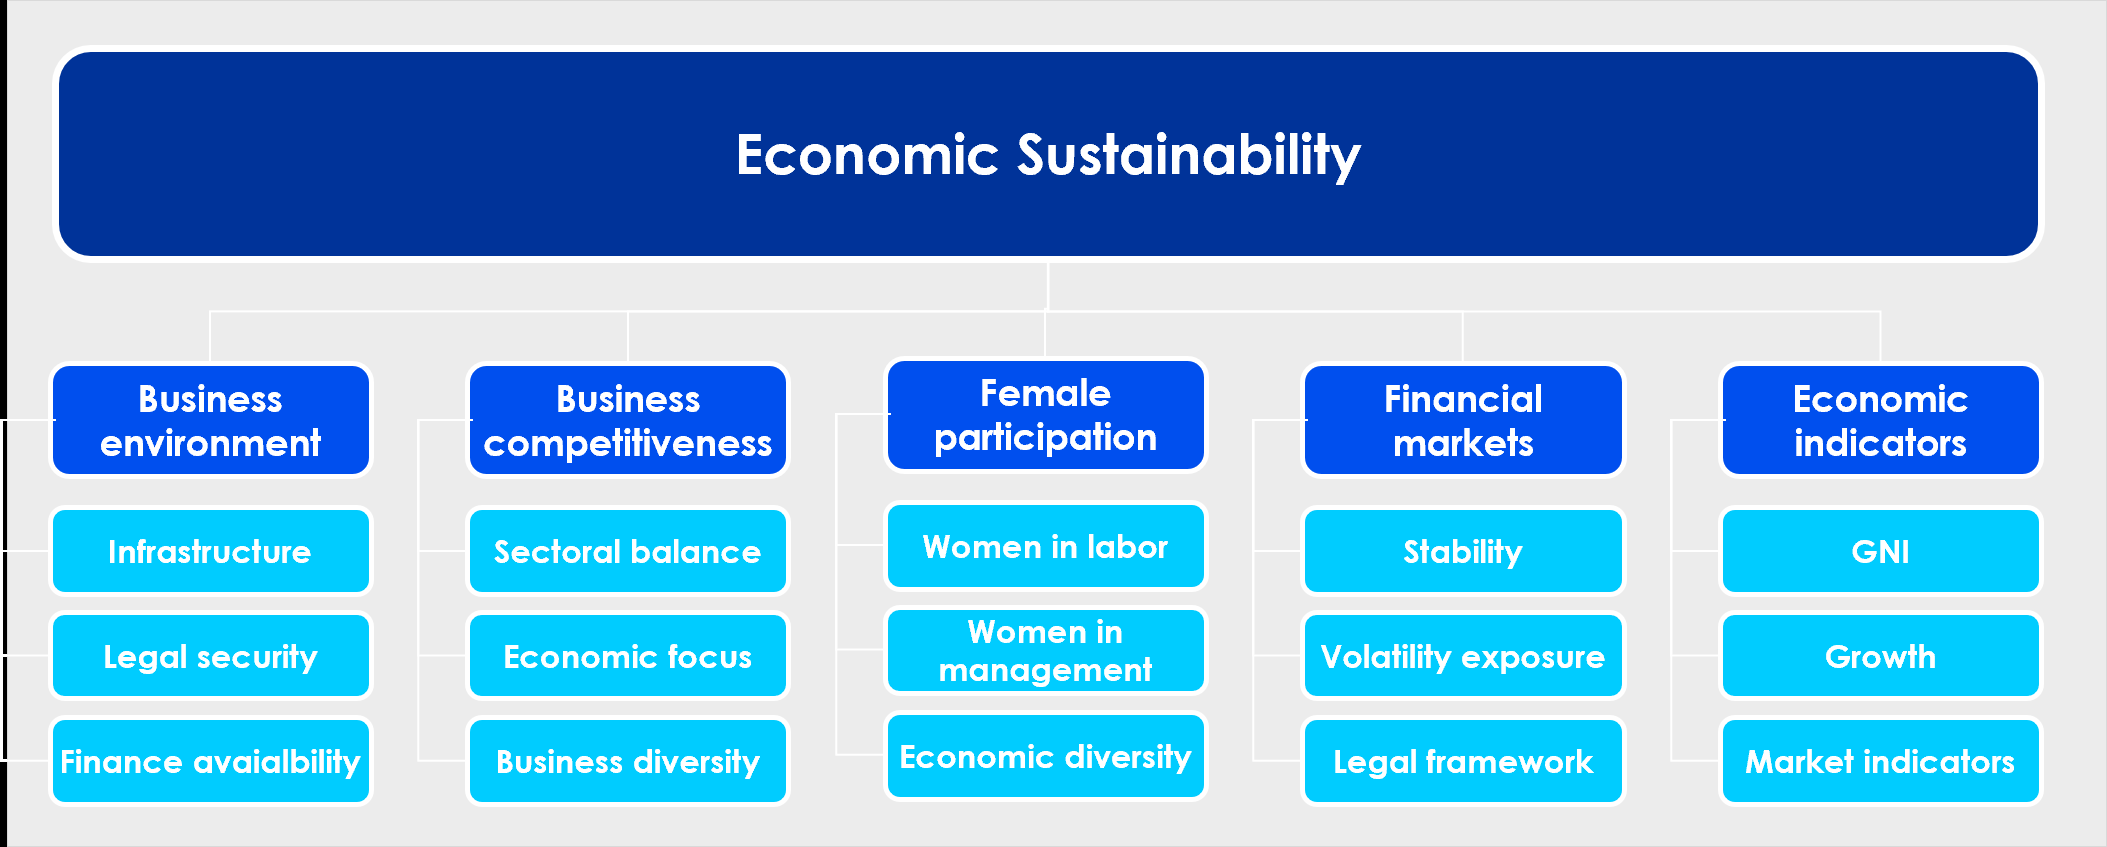 Economic Sustainability
Business
environment
Infrastructure
Legal security
Finance avaialbility
Business
competitiveness
Sectoral balance
Economic focus
Business diversity
Female
participation
Women in labor
Women in
management
Economic diversity
Financial
markets
Stability
Volatility exposure
Legal framework
Economic
indicators
GNI
Growth
Market indicators